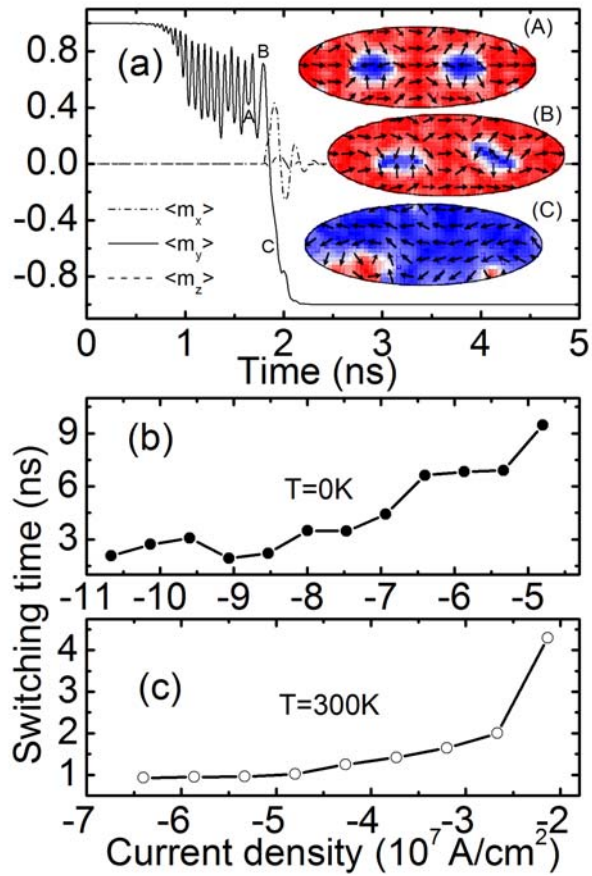 0.8
0.4
0.0
-0.4
-0.8
(a)
B
A
C
(A)
(B)
(C)
<m_x>
<m_y>
<m_z>
0 1 2 3 4 5
Time (ns)
Switching time (ns)
9
6
3
(b)
T=0K
-11 -10 -9 -8 -7 -6 -5
4
3
2
1
(c)
T=300K
-7 -6 -5 -4 -3 -2
Current density (10^7 A/cm^2)